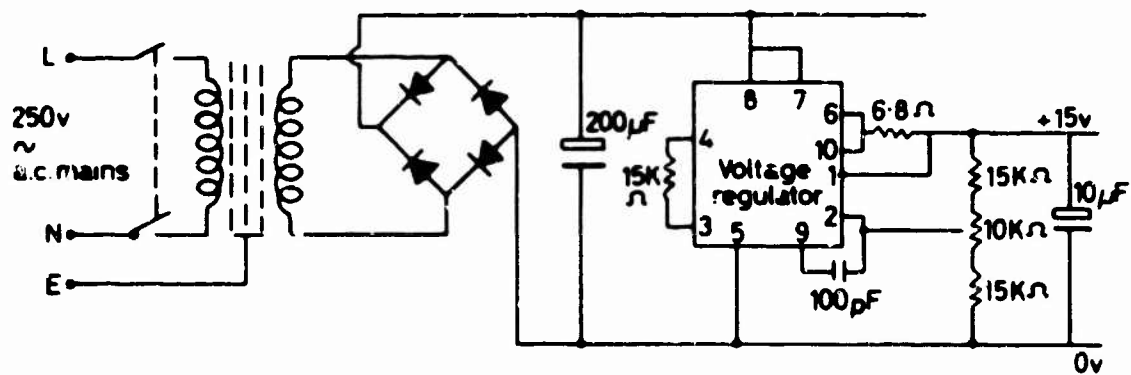 L
250v
~
a.c. mains
N
E
200µF
15K
Ω
4
3
8
7
6
10
1
2
5
9
Voltage
regulator
6·8Ω
100pF
+15v
15KΩ
10KΩ
15KΩ
10µF
0v